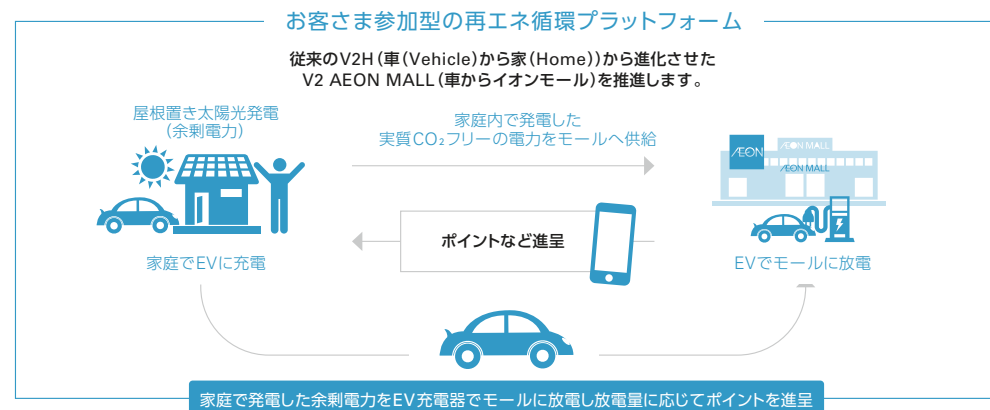 お客さま参加型の再エネ循環プラットフォーム
従来のV2H（車（Vehicle）から家（Home））から進化させた
V2 AEON MALL（車からイオンモール）を推進します。
屋根置き太陽光発電
（余剰電力）
家庭内で発電した
実質CO₂フリーの電力をモールへ供給
ÆON
ÆON MALL
ÆON MALL
ポイントなど進呈
家庭でEVに充電
EVでモールに放電
家庭で発電した余剰電力をEV充電器でモールに放電し放電量に応じてポイントを進呈